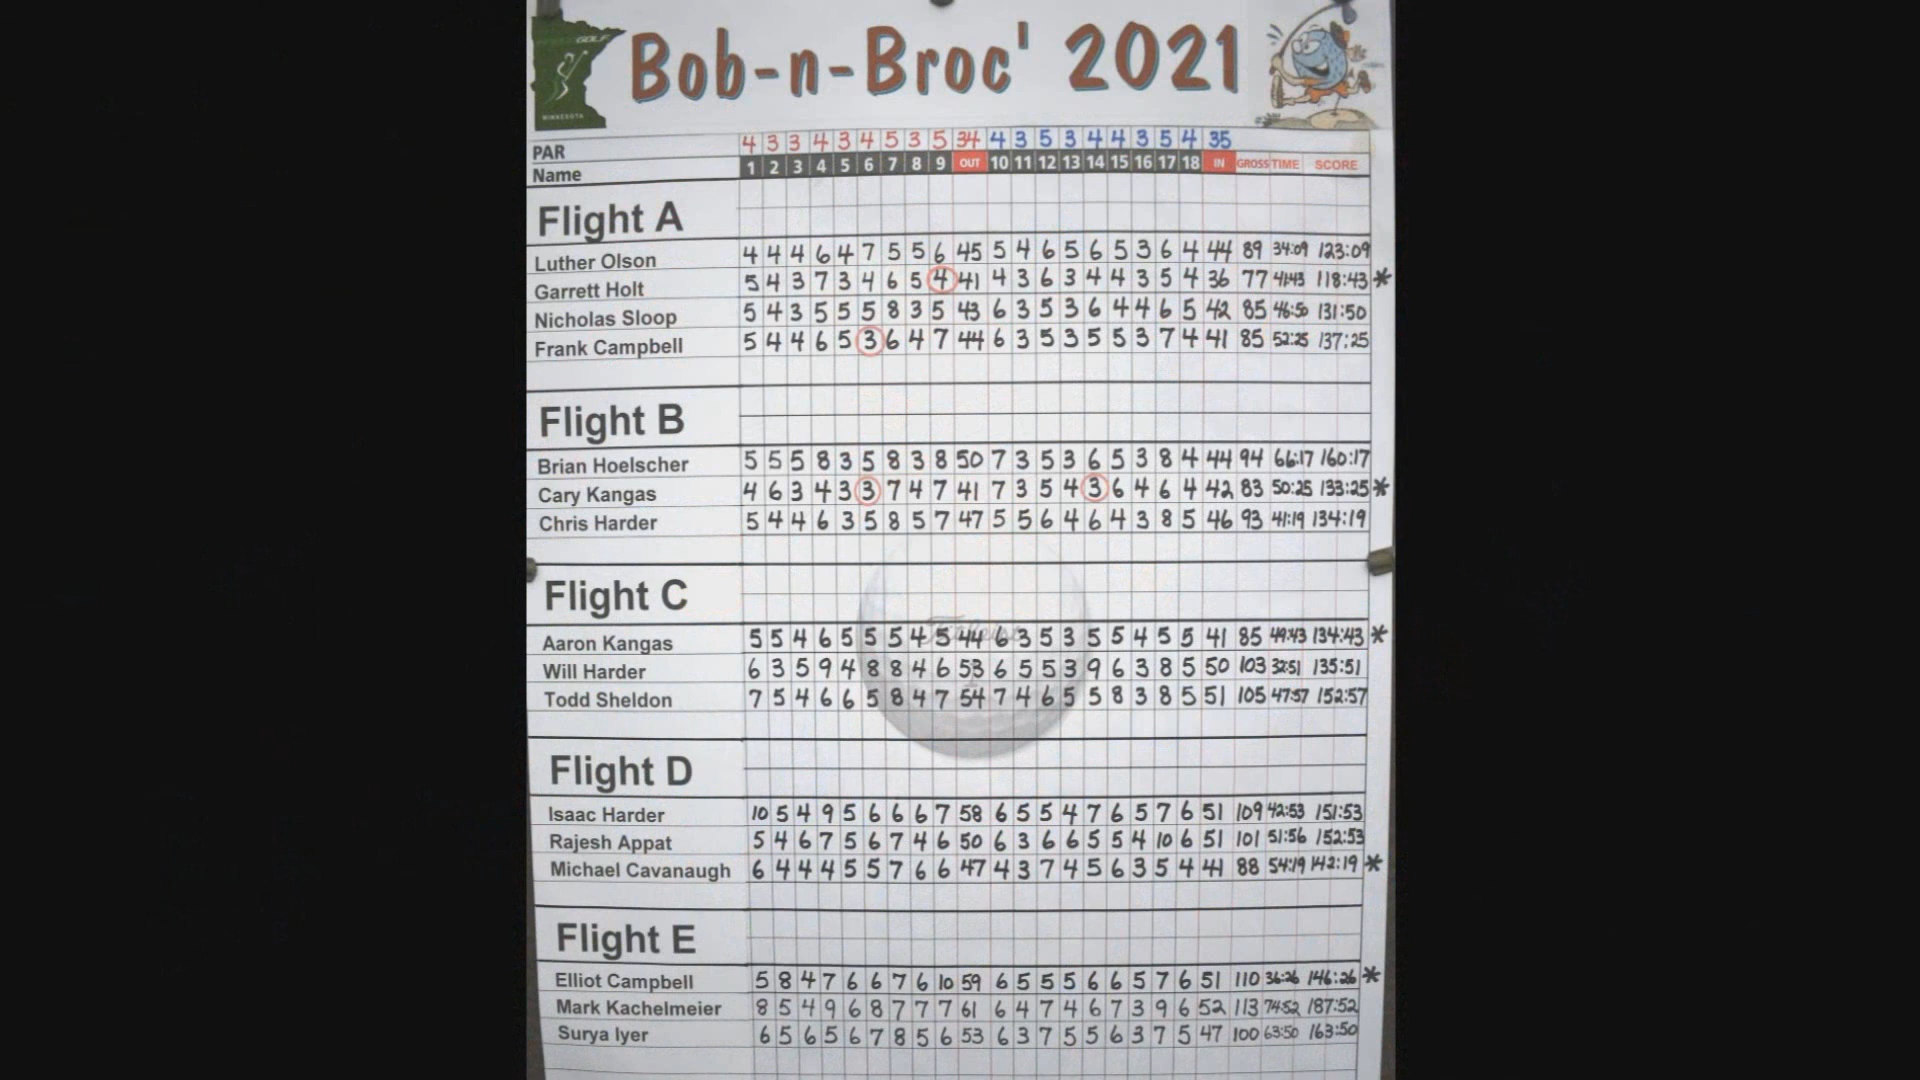 GOLF
MINNESOTA
Bob-n-Broc' 2021
PAR 4 3 3 4 3 4 5 3 5 34 4 3 5 3 4 4 3 5 4 35
Name 1 2 3 4 5 6 7 8 9 OUT 10 11 12 13 14 15 16 17 18 IN GROSS TIME SCORE
Flight A
Luther Olson 4 4 4 6 4 7 5 5 6 45 5 4 6 5 6 5 3 6 4 44 89 34:09 123:09
Garrett Holt 5 4 3 7 3 4 6 5 4 41 4 3 6 3 4 4 3 5 4 36 77 41:43 118:43 *
Nicholas Sloop 5 4 3 5 5 5 8 3 5 43 6 3 5 3 6 4 4 6 5 42 85 46:50 131:50
Frank Campbell 5 4 4 6 5 3 6 4 7 44 6 3 5 3 5 5 3 7 4 41 85 52:25 137:25
Flight B
Brian Hoelscher 5 5 5 8 3 5 8 3 8 50 7 3 5 3 6 5 3 8 4 44 94 66:17 160:17
Cary Kangas 4 6 3 4 3 3 7 4 7 41 7 3 5 4 3 6 4 6 4 42 83 50:25 133:25 *
Chris Harder 5 4 4 6 3 5 8 5 7 47 5 5 6 4 6 4 3 8 5 46 93 41:19 134:19
Flight C
Aaron Kangas 5 5 4 6 5 5 5 4 5 44 6 3 5 3 5 5 4 5 5 41 85 49:43 134:43 *
Will Harder 6 3 5 9 4 8 8 4 6 53 6 5 5 3 9 6 3 8 5 50 103 32:51 135:51
Todd Sheldon 7 5 4 6 6 5 8 4 7 54 7 4 6 5 5 8 3 8 5 51 105 47:57 152:57
Flight D
Isaac Harder 10 5 4 9 5 6 6 6 7 58 6 5 5 4 7 6 5 7 6 51 109 42:53 151:53
Rajesh Appat 5 4 6 7 5 6 7 4 6 50 6 3 6 6 5 5 4 10 6 51 101 51:56 152:53
Michael Cavanaugh 6 4 4 4 5 5 7 6 6 47 4 3 7 4 5 6 3 5 4 41 88 54:19 142:19 *
Flight E
Elliot Campbell 5 8 4 7 6 6 7 6 10 59 6 5 5 5 6 6 5 7 6 51 110 36:26 146:26 *
Mark Kachelmeier 8 5 4 9 6 8 7 7 7 61 6 4 7 4 6 7 3 9 6 52 113 74:52 187:52
Surya Iyer 6 5 6 5 6 7 8 5 6 53 6 3 7 5 5 6 3 7 5 47 100 63:50 163:50